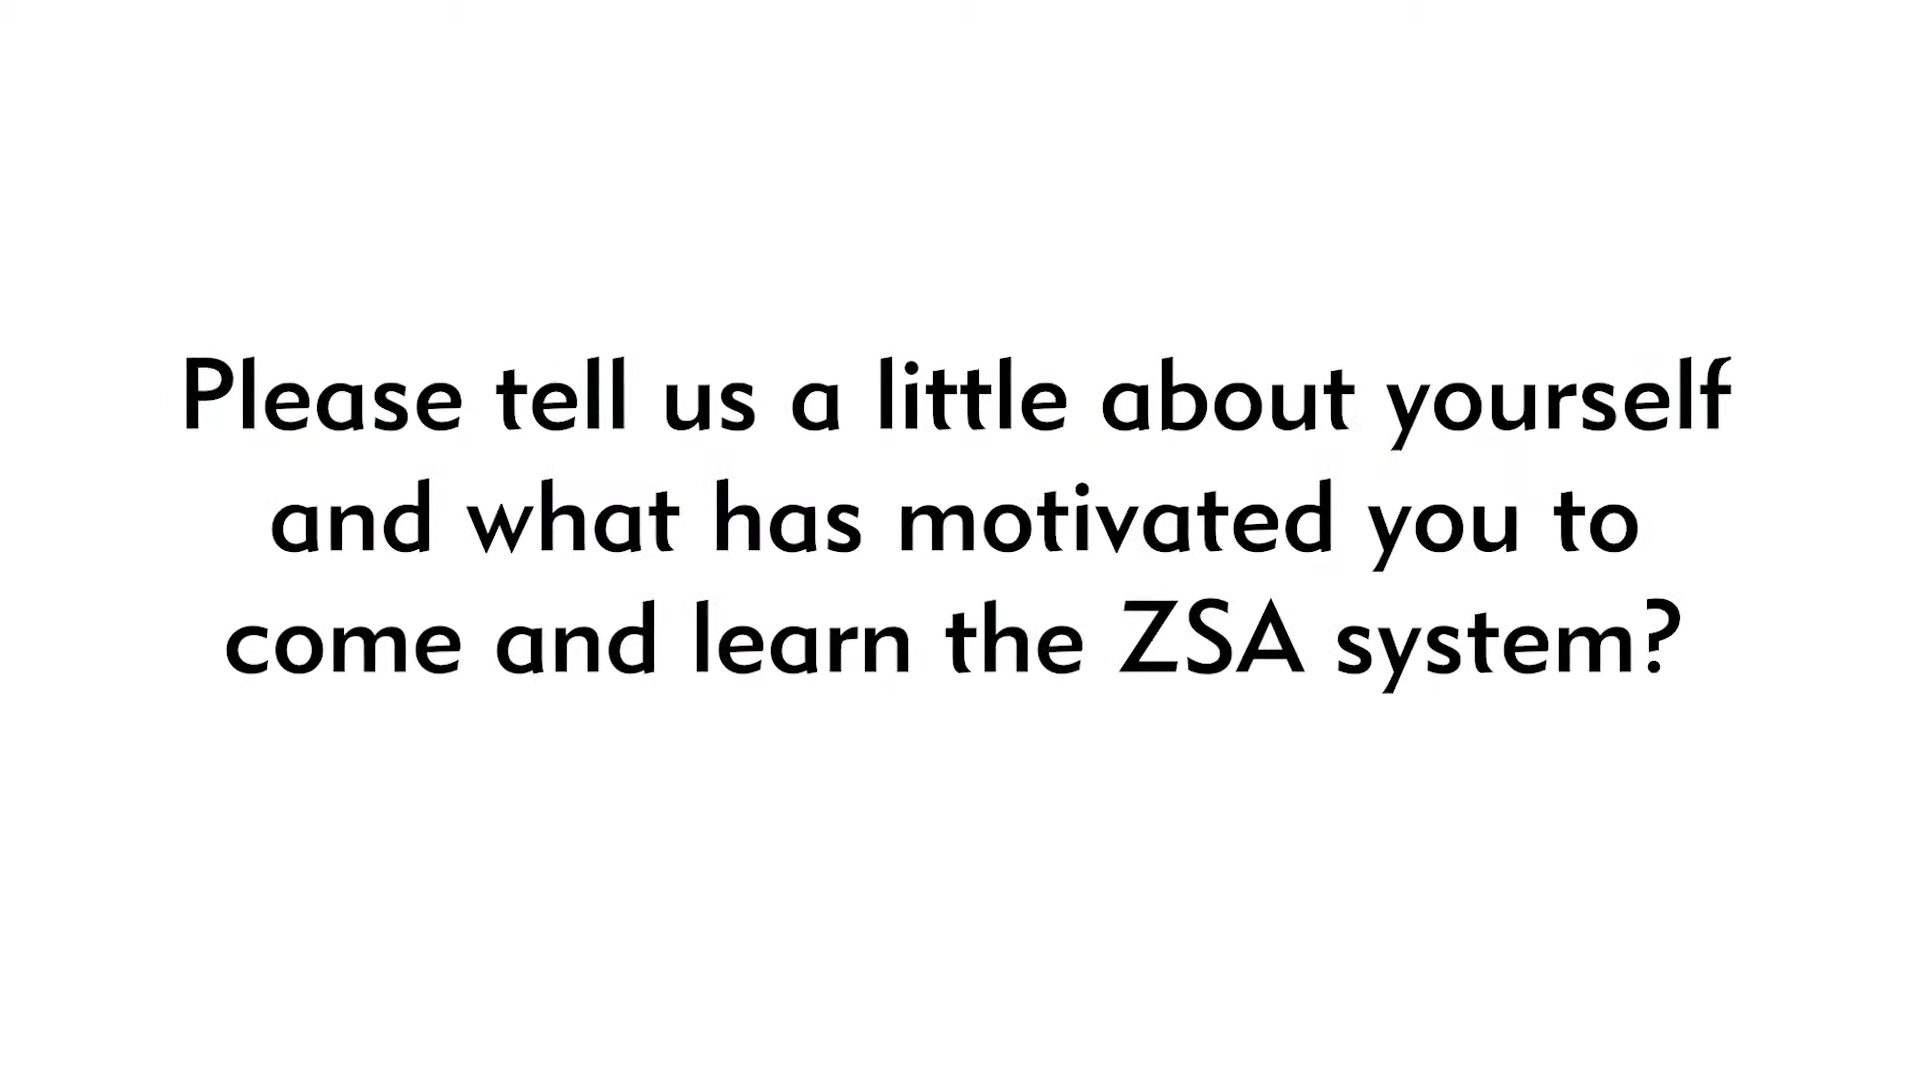 Please tell us a little about yourself
and what has motivated you to
come and learn the ZSA system?